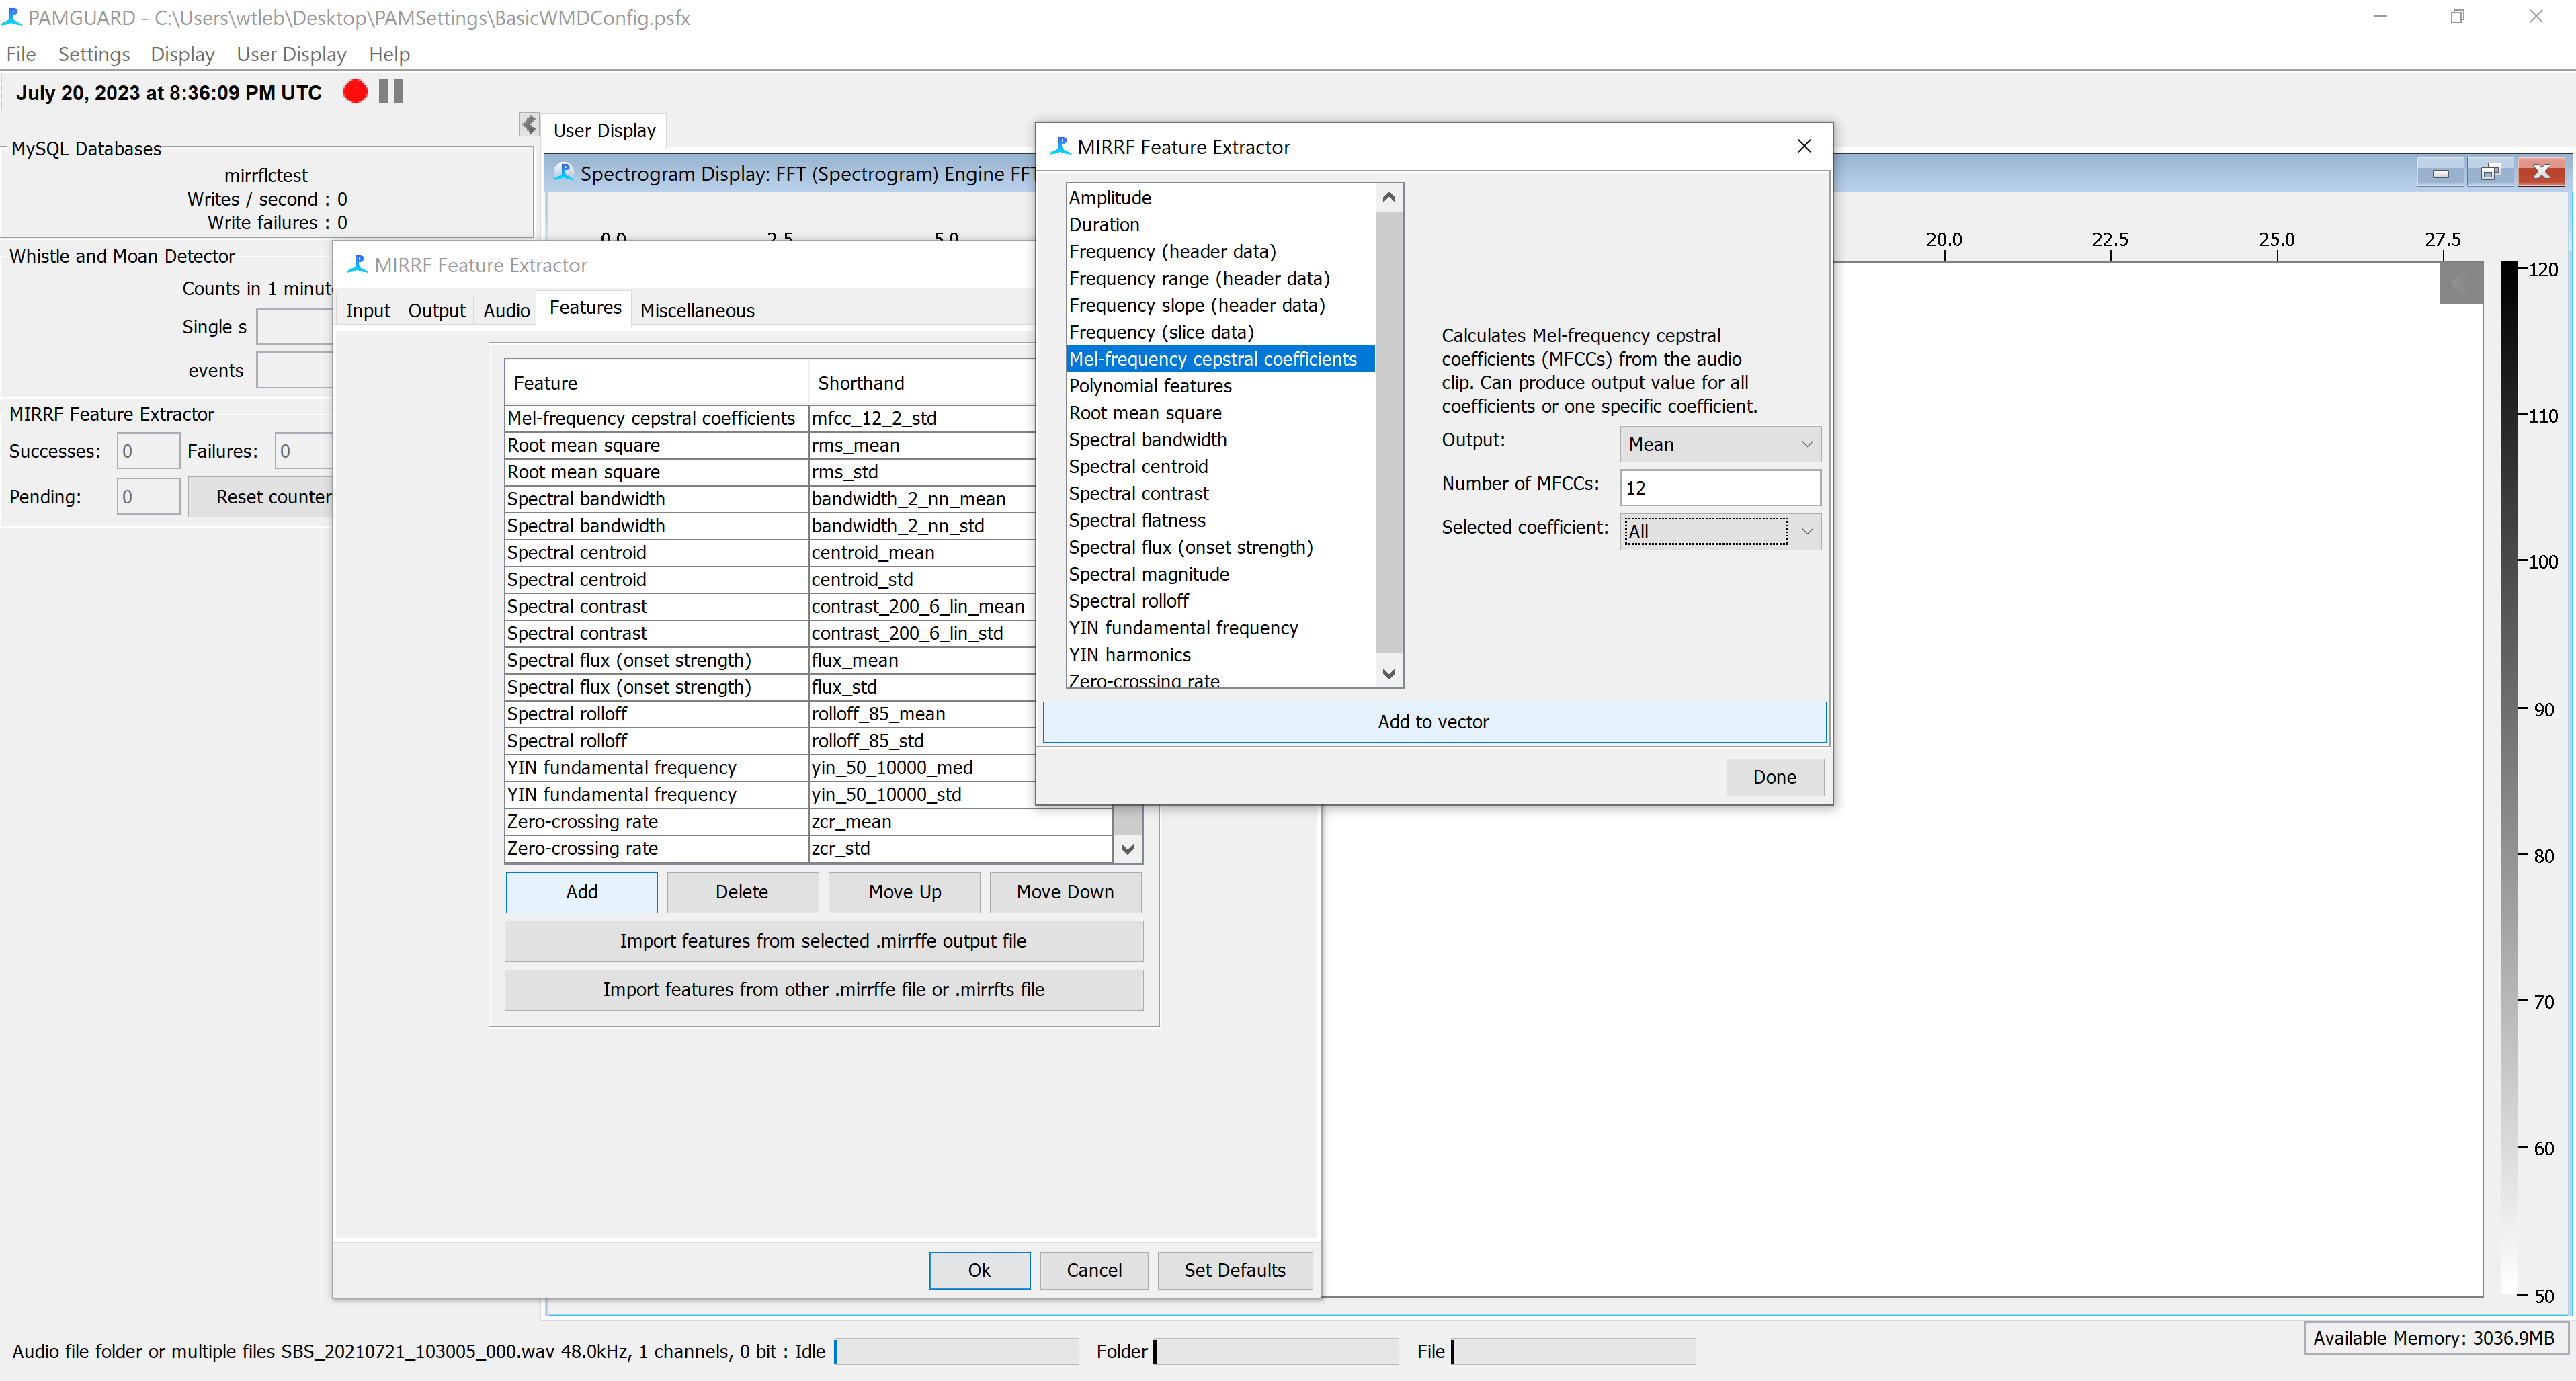 PAMGUARD - C:\Users\wtleb\Desktop\PAMSettings\BasicWMDConfig.psfx
File Settings Display User Display Help
July 20, 2023 at 8:36:09 PM UTC
MySQL Databases
mirrflctest
Writes / second : 0
Write failures : 0
Whistle and Moan Detector
Counts in 1 minut
Single s
events
MIRRF Feature Extractor
Successes: 0 Failures: 0
Pending: 0 Reset counter
User Display
Spectrogram Display: FFT (Spectrogram) Engine FFT
0.0 2.5 5.0 20.0 22.5 25.0 27.5
120
110
100
90
80
70
60
50
MIRRF Feature Extractor
Input Output Audio Features Miscellaneous
Feature Shorthand
Mel-frequency cepstral coefficients mfcc_12_2_std
Root mean square rms_mean
Root mean square rms_std
Spectral bandwidth bandwidth_2_nn_mean
Spectral bandwidth bandwidth_2_nn_std
Spectral centroid centroid_mean
Spectral centroid centroid_std
Spectral contrast contrast_200_6_lin_mean
Spectral contrast contrast_200_6_lin_std
Spectral flux (onset strength) flux_mean
Spectral flux (onset strength) flux_std
Spectral rolloff rolloff_85_mean
Spectral rolloff rolloff_85_std
YIN fundamental frequency yin_50_10000_med
YIN fundamental frequency yin_50_10000_std
Zero-crossing rate zcr_mean
Zero-crossing rate zcr_std
Add Delete Move Up Move Down
Import features from selected .mirrffe output file
Import features from other .mirrffe file or .mirrfts file
Ok Cancel Set Defaults
MIRRF Feature Extractor
Amplitude
Duration
Frequency (header data)
Frequency range (header data)
Frequency slope (header data)
Frequency (slice data)
Mel-frequency cepstral coefficients
Polynomial features
Root mean square
Spectral bandwidth
Spectral centroid
Spectral contrast
Spectral flatness
Spectral flux (onset strength)
Spectral magnitude
Spectral rolloff
YIN fundamental frequency
YIN harmonics
Zero-crossing rate
Calculates Mel-frequency cepstral
coefficients (MFCCs) from the audio
clip. Can produce output value for all
coefficients or one specific coefficient.
Output: Mean
Number of MFCCs: 12
Selected coefficient: All
Add to vector
Done
Audio file folder or multiple files SBS_20210721_103005_000.wav 48.0kHz, 1 channels, 0 bit : Idle Folder File
Available Memory: 3036.9MB